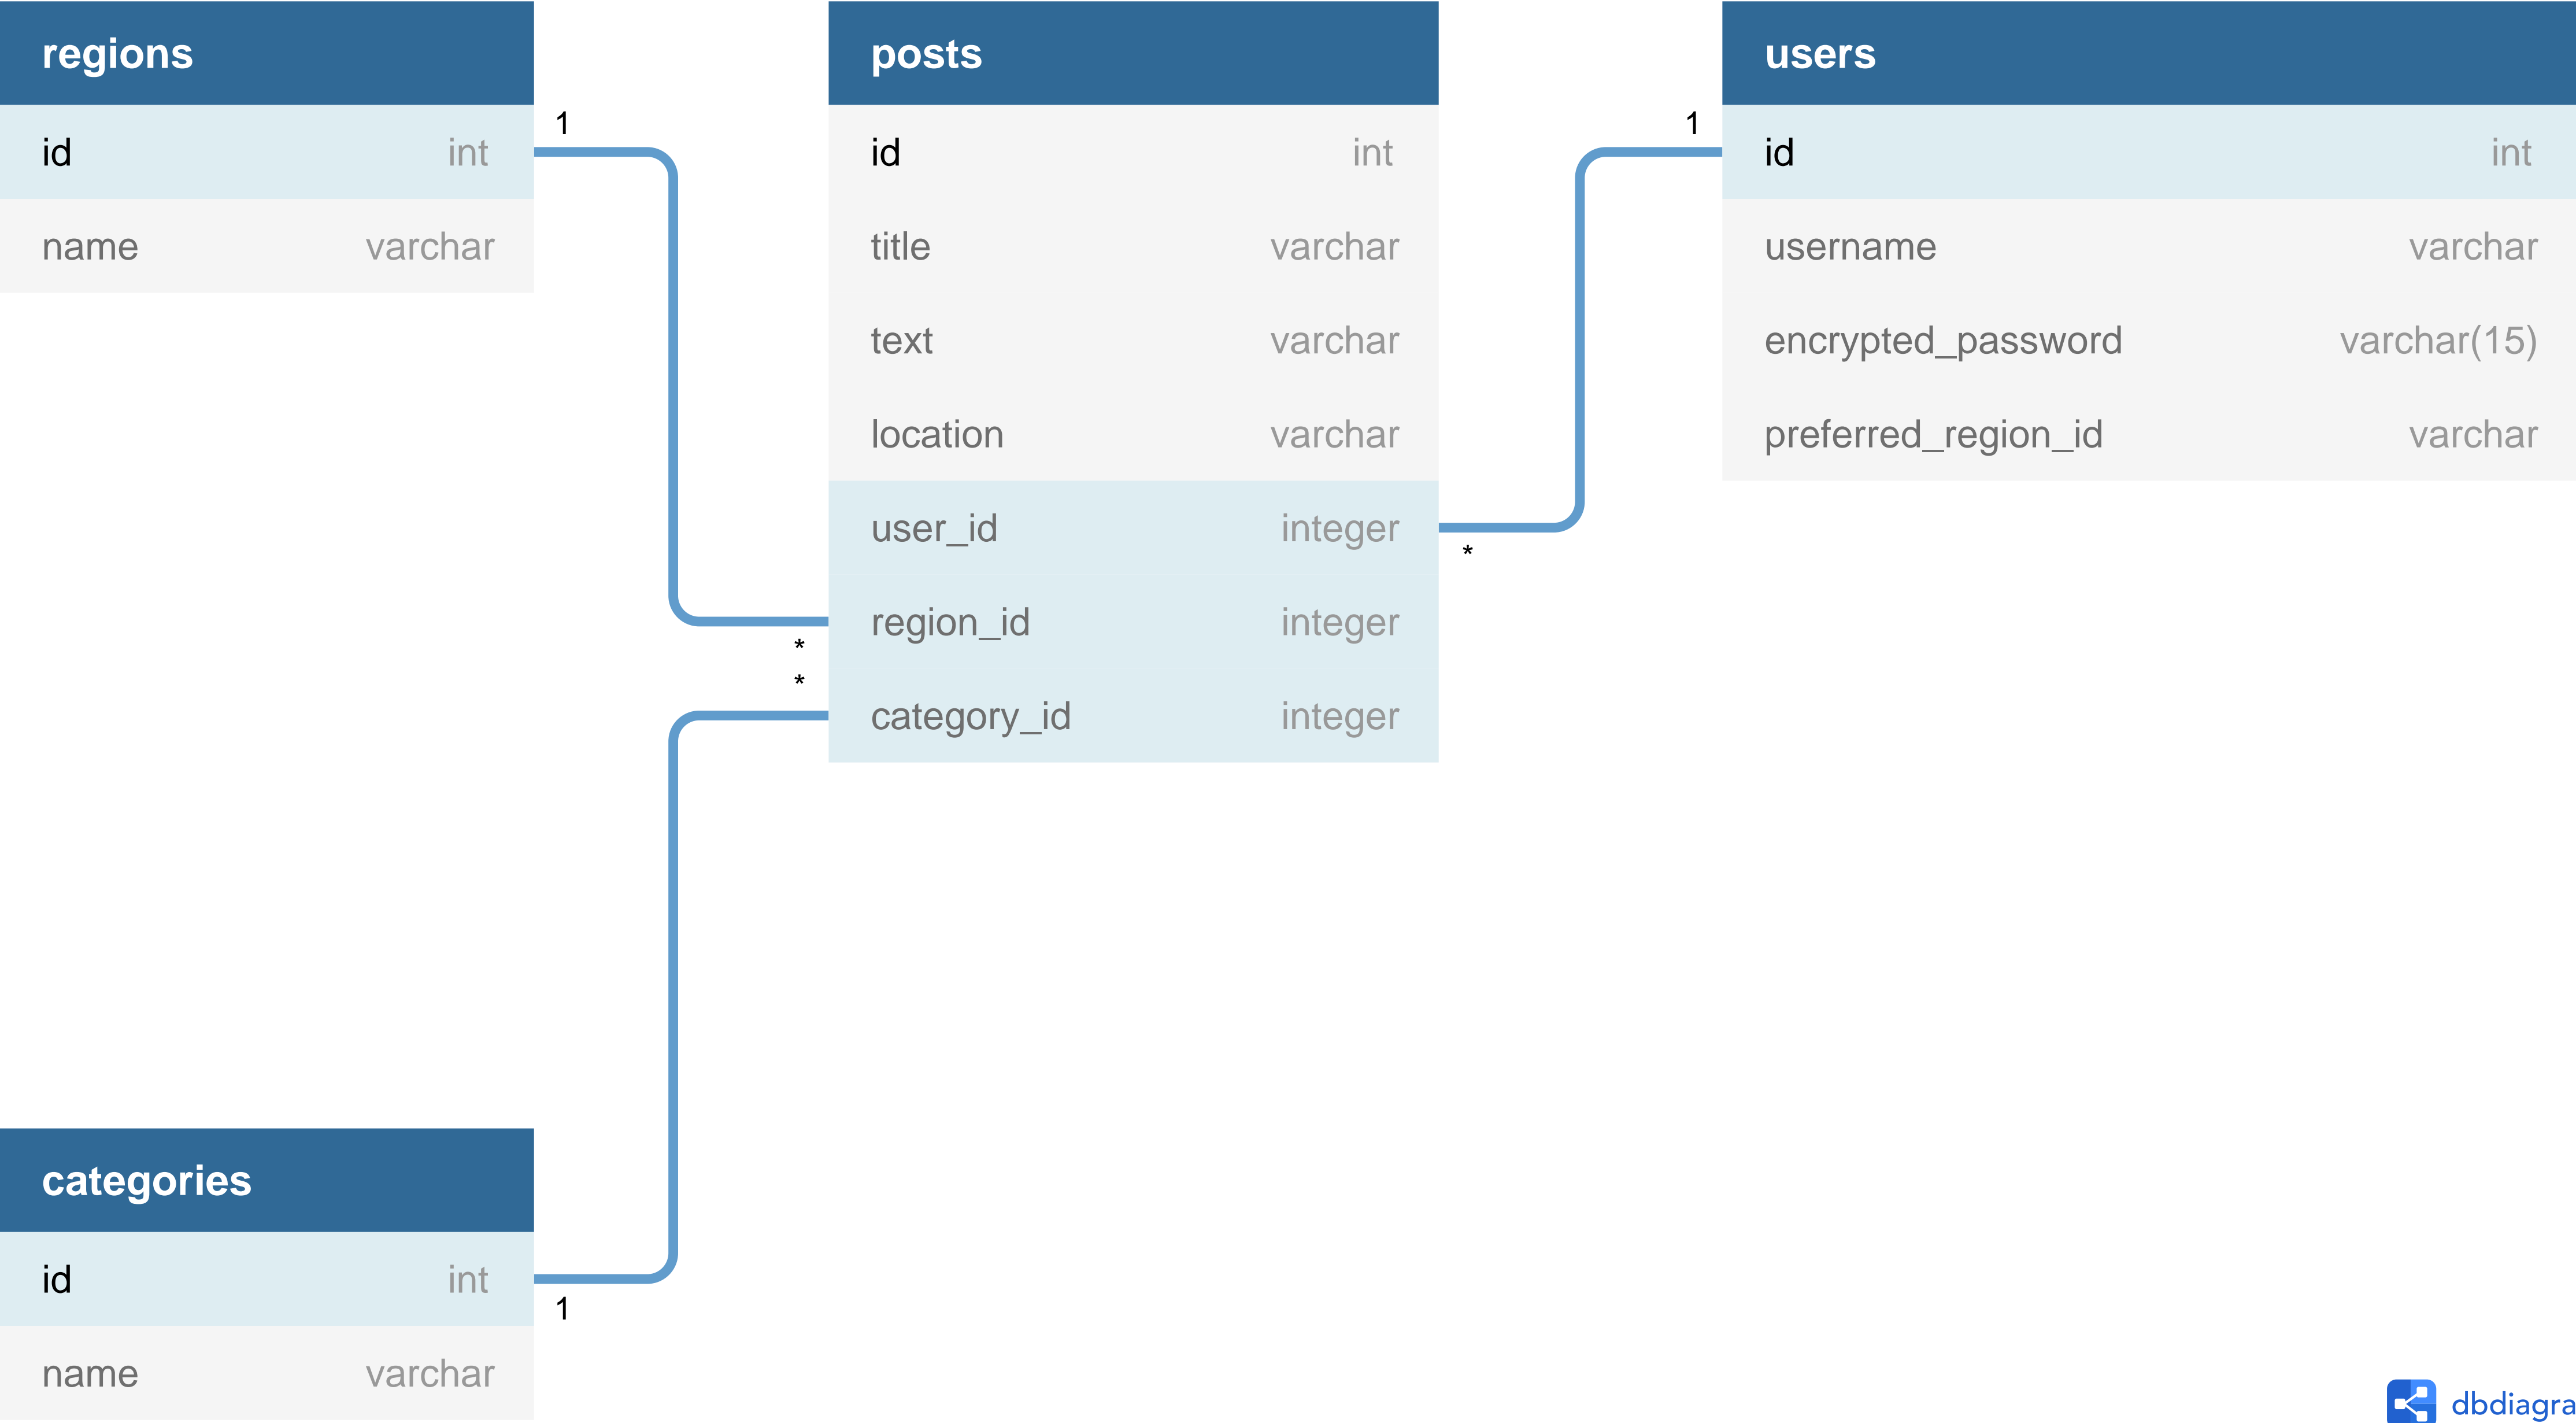 regions
id int
name varchar
1
*
posts
id int
title varchar
text varchar
location varchar
user_id integer
region_id integer
category_id integer
*
1
users
id int
username varchar
encrypted_password varchar(15)
preferred_region_id varchar
*
categories
id int
name varchar
1
dbdiagra